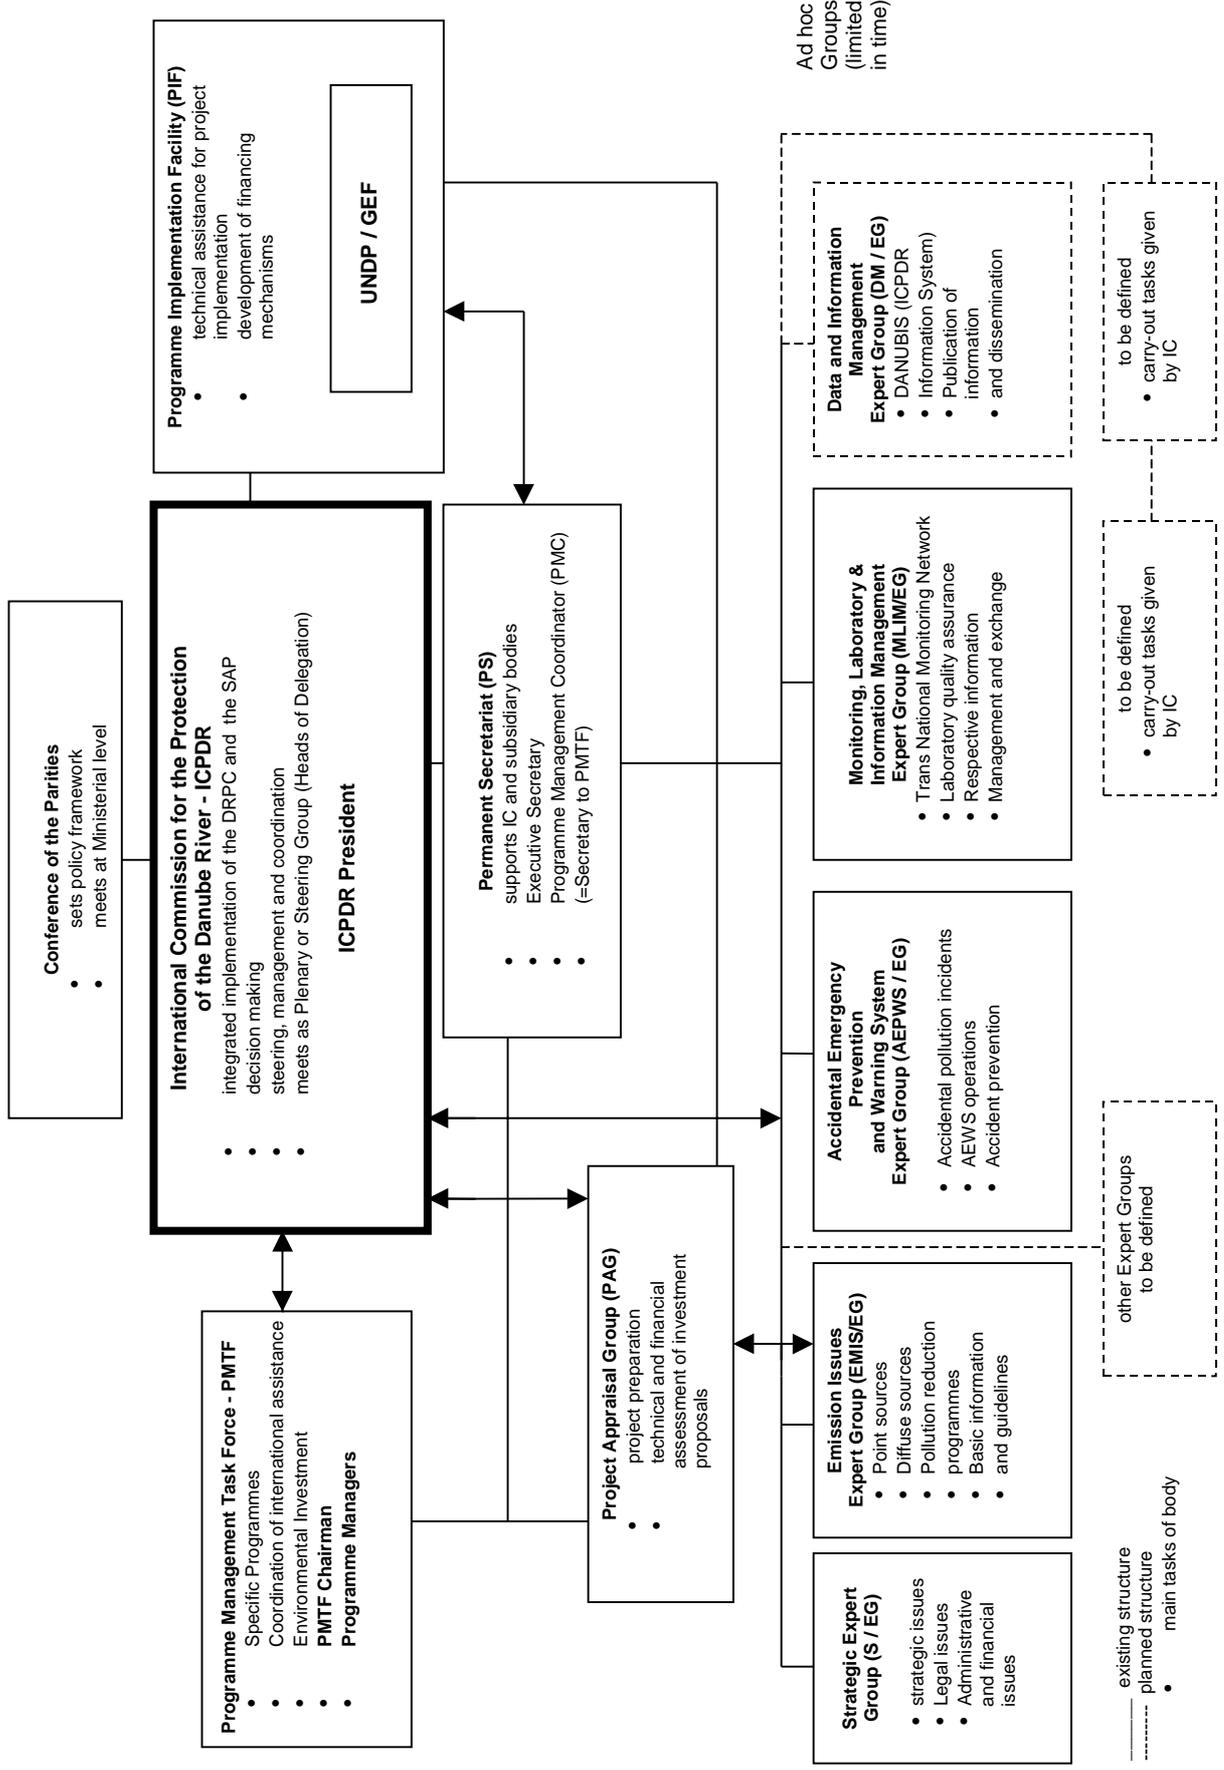 Conference of the Parities
• sets policy framework
• meets at Ministerial level
Programme Management Task Force - PMTF
• Specific Programmes
• Coordination of international assistance
• Environmental Investment
• PMTF Chairman
• Programme Managers
International Commission for the Protection
of the Danube River - ICPDR
• integrated implementation of the DRPC and the SAP
• decision making
• steering, management and coordination
• meets as Plenary or Steering Group (Heads of Delegation)
ICPDR President
Programme Implementation Facility (PIF)
• technical assistance for project
implementation
• development of financing
mechanisms
UNDP / GEF
Permanent Secretariat (PS)
• supports IC and subsidiary bodies
• Executive Secretary
• Programme Management Coordinator (PMC)
• (=Secretary to PMTF)
Project Appraisal Group (PAG)
• project preparation
• technical and financial
assessment of investment
proposals
Strategic Expert
Group (S / EG)
• strategic issues
• Legal issues
• Administrative
and financial
issues
Emission Issues
Expert Group (EMIS/EG)
• Point sources
• Diffuse sources
• Pollution reduction
• programmes
• Basic information
• and guidelines
Accidental Emergency
Prevention
and Warning System
Expert Group (AEPWS / EG)
• Accidental pollution incidents
• AEWS operations
• Accident prevention
Monitoring, Laboratory &
Information Management
Expert Group (MLIM/EG)
• Trans National Monitoring Network
• Laboratory quality assurance
• Respective information
• Management and exchange
Data and Information
Management
Expert Group (DM / EG)
• DANUBIS (ICPDR
• Information System)
• Publication of
information
• and dissemination
Ad hoc
Groups
(limited
in time)
other Expert Groups
to be defined
to be defined
• carry-out tasks given
by IC
to be defined
• carry-out tasks given
by IC
existing structure
planned structure
• main tasks of body